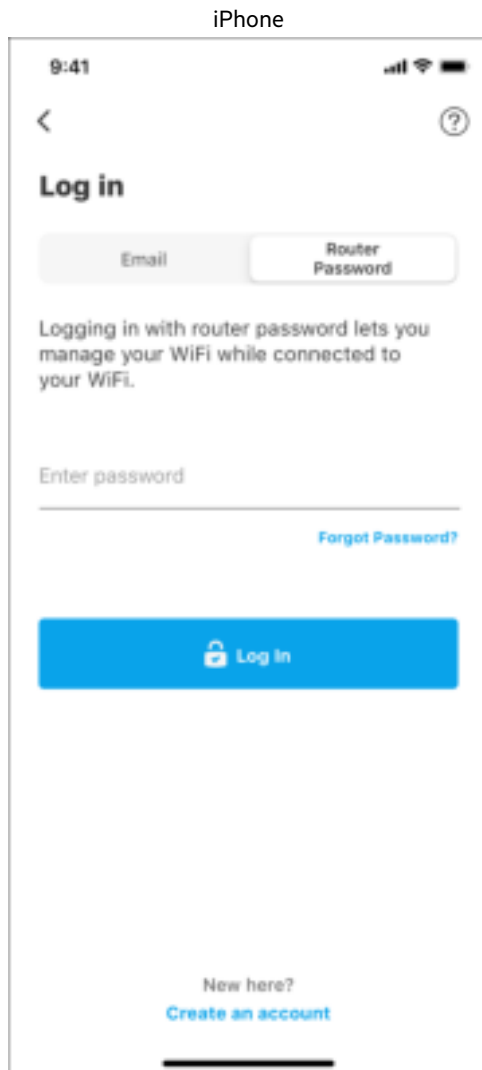 iPhone
9:41
?
Log in
Email
Router
Password
Logging in with router password lets you
manage your WiFi while connected to
your WiFi.
Enter password
Forgot Password?
Log In
New here?
Create an account